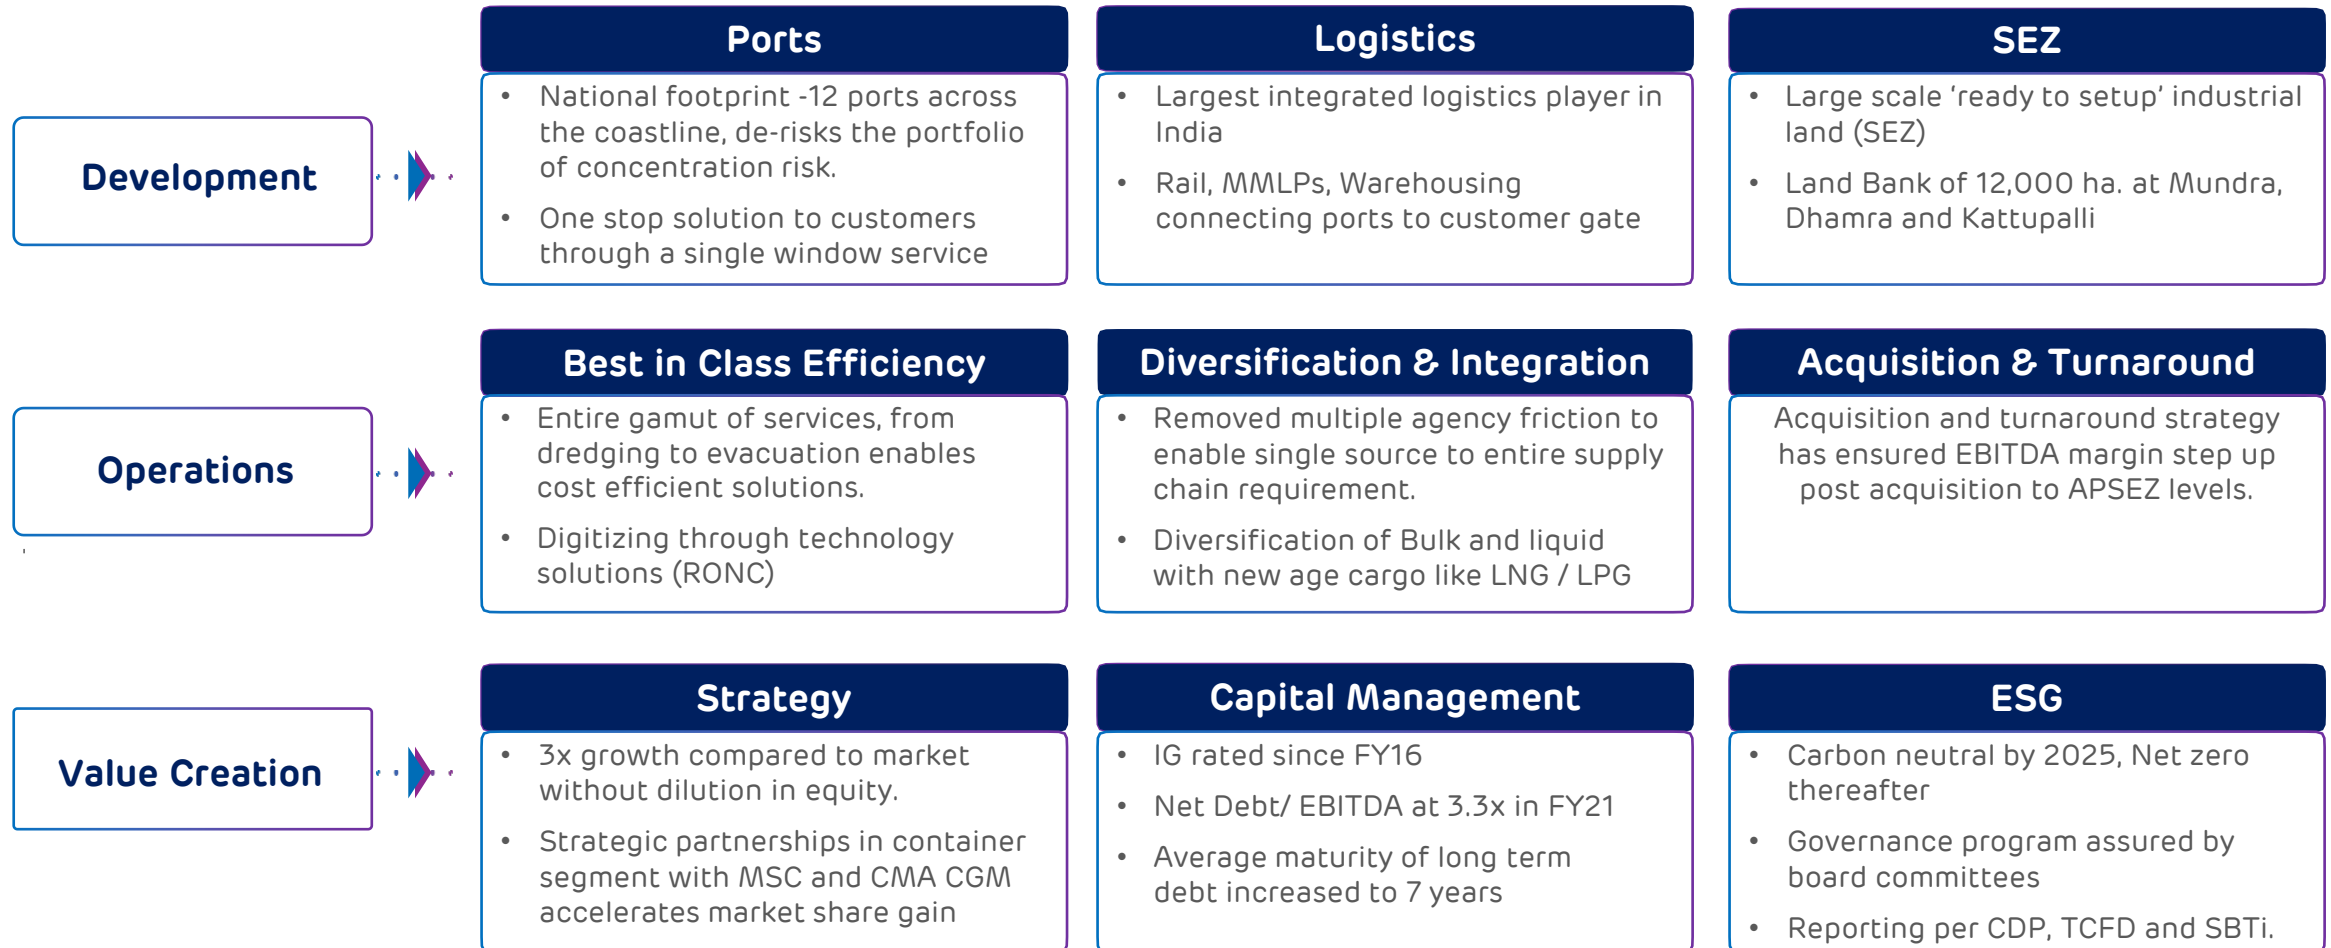 Ports
Logistics
SEZ
Development
• National footprint -12 ports across
the coastline, de-risks the portfolio
of concentration risk.
• One stop solution to customers
through a single window service
• Largest integrated logistics player in
India
• Rail, MMLPs, Warehousing
connecting ports to customer gate
• Large scale ‘ready to setup’ industrial
land (SEZ)
• Land Bank of 12,000 ha. at Mundra,
Dhamra and Kattupalli
Best in Class Efficiency
Diversification & Integration
Acquisition & Turnaround
Operations
• Entire gamut of services, from
dredging to evacuation enables
cost efficient solutions.
• Digitizing through technology
solutions (RONC)
• Removed multiple agency friction to
enable single source to entire supply
chain requirement.
• Diversification of Bulk and liquid
with new age cargo like LNG / LPG
Acquisition and turnaround strategy
has ensured EBITDA margin step up
post acquisition to APSEZ levels.
Strategy
Capital Management
ESG
Value Creation
• 3x growth compared to market
without dilution in equity.
• Strategic partnerships in container
segment with MSC and CMA CGM
accelerates market share gain
• IG rated since FY16
• Net Debt/ EBITDA at 3.3x in FY21
• Average maturity of long term
debt increased to 7 years
• Carbon neutral by 2025, Net zero
thereafter
• Governance program assured by
board committees
• Reporting per CDP, TCFD and SBTi.